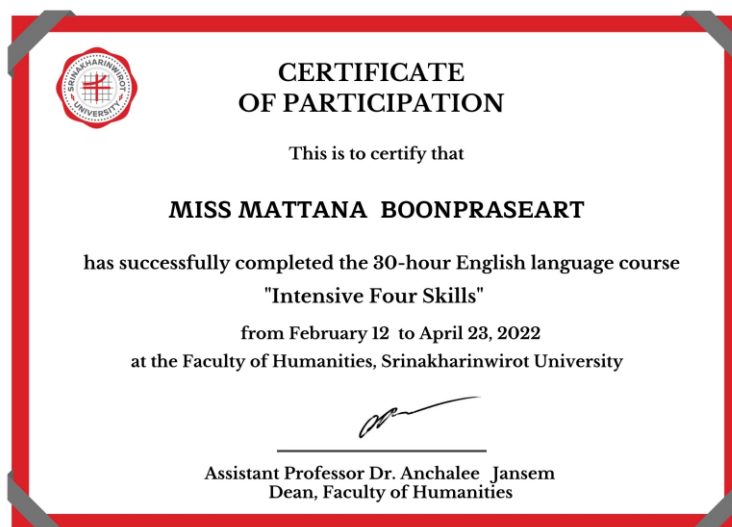 SRINAKHARINWIROT
UNIVERSITY
CERTIFICATE
OF PARTICIPATION
This is to certify that
MISS MATTANA BOONPRASEART
has successfully completed the 30-hour English language course
"Intensive Four Skills"
from February 12 to April 23, 2022
at the Faculty of Humanities, Srinakharinwirot University
Assistant Professor Dr. Anchalee Jansem
Dean, Faculty of Humanities